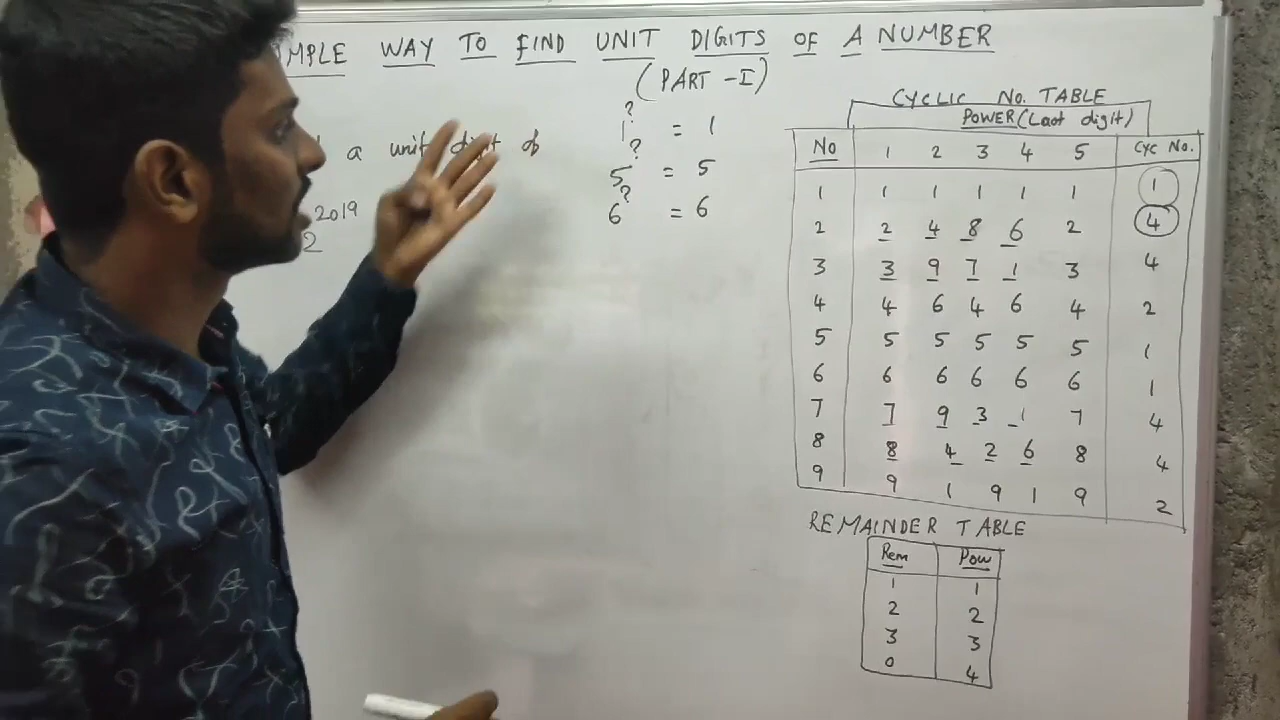 MPLE WAY TO FIND UNIT DIGITS OF A NUMBER
(PART - I)
a unit digit of
2^2019
1^? = 1
5^? = 5
6^? = 6
CYCLIC NO. TABLE
POWER (Last digit)
No 1 2 3 4 5 CYC No.
1 1 1 1 1 1 1
2 2 4 8 6 2 4
3 3 9 7 1 3 4
4 4 6 4 6 4 2
5 5 5 5 5 5 1
6 6 6 6 6 6 1
7 7 9 3 1 7 4
8 8 4 2 6 8 4
9 9 1 9 1 9 2
REMAINDER TABLE
Rem Pow
1 1
2 2
3 3
0 4